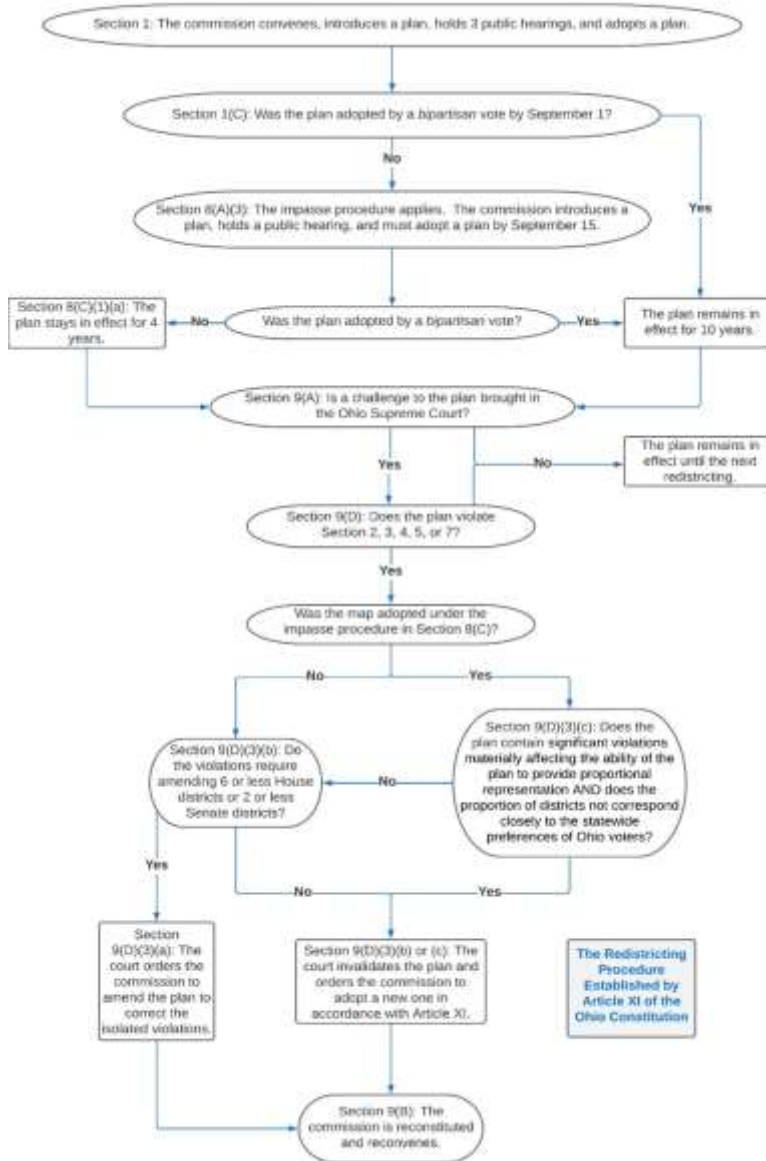 Section 1: The commission convenes, introduces a plan, holds 3 public hearings, and adopts a plan.
Section 1(C): Was the plan adopted by a bipartisan vote by September 1?
No
Yes
Section 8(A)(3): The impasse procedure applies. The commission introduces a
plan, holds a public hearing, and must adopt a plan by September 15.
Section 8(C)(1)(a): The
plan stays in effect for 4
years.
No
Was the plan adopted by a bipartisan vote?
Yes
The plan remains in
effect for 10 years.
Section 9(A): Is a challenge to the plan brought in
the Ohio Supreme Court?
Yes
No
The plan remains in
effect until the next
redistricting.
Section 9(D): Does the plan violate
Section 2, 3, 4, 5, or 7?
Yes
Was the map adopted under the
impasse procedure in Section 8(C)?
No
Yes
Section 9(D)(3)(b): Do
the violations require
amending 6 or less House
districts or 2 or less
Senate districts?
No
Section 9(D)(3)(c): Does the
plan contain significant violations
materially affecting the ability of the
plan to provide proportional
representation AND does the
proportion of districts not correspond
closely to the statewide
preferences of Ohio voters?
Yes
No
Yes
Section
9(D)(3)(a): The
court orders the
commission to
amend the plan to
correct the
isolated violations.
Section 9(D)(3)(b) or (c): The
court invalidates the plan and
orders the commission to
adopt a new one in
accordance with Article XI.
The Redistricting
Procedure
Established by
Article XI of the
Ohio Constitution
Section 9(B): The
commission is reconstituted
and reconvenes.